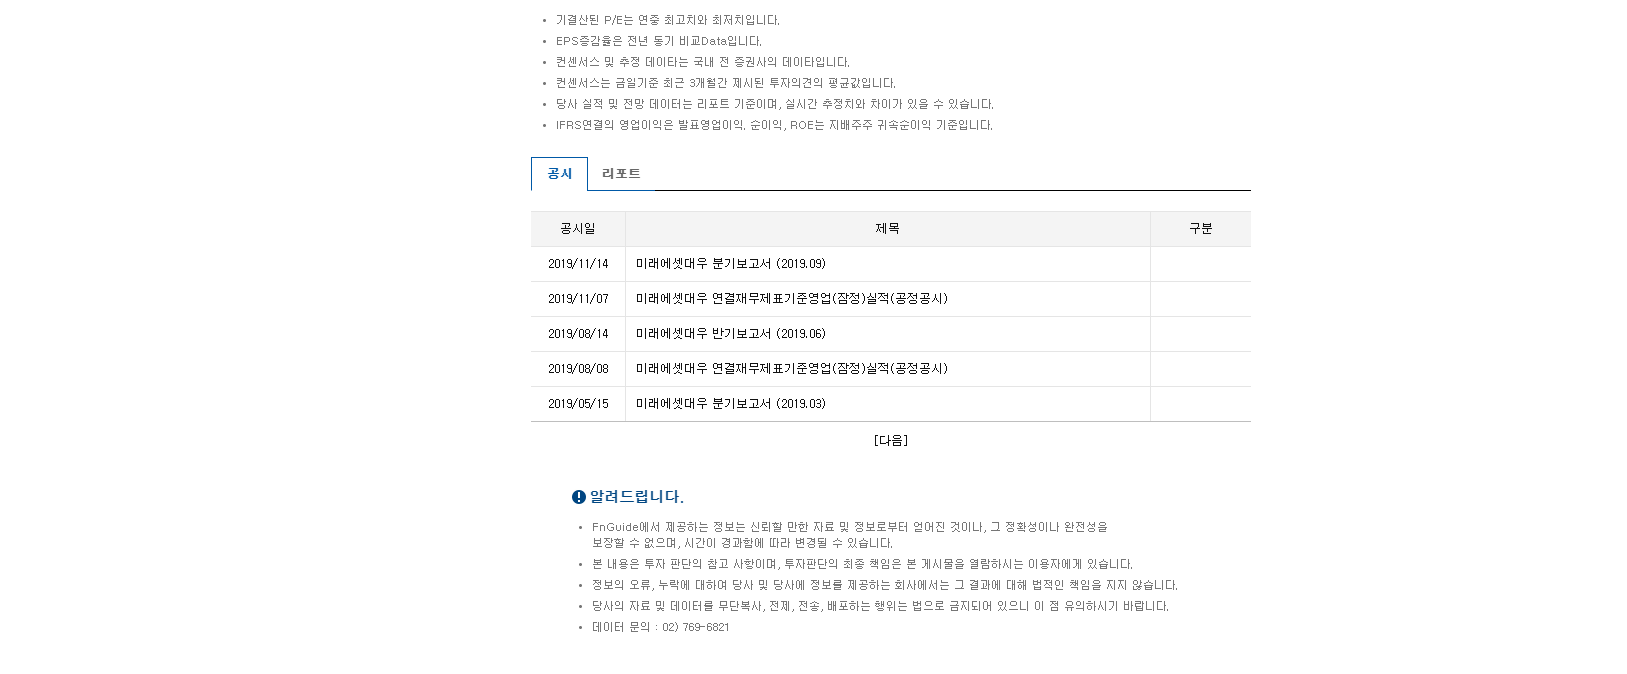 기결산된 P/E는 연중 최고치와 최저치입니다.
EPS증감율은 전년 동기 비교Data입니다.
컨센서스 및 추정 데이타는 국내 전 증권사의 데이타입니다.
컨센서스는 금일기준 최근 3개월간 제시된 투자의견의 평균값입니다.
당사 실적 및 전망 데이터는 리포트 기준이며, 실시간 추정치와 차이가 있을 수 있습니다.
IFRS연결의 영업이익은 발표영업이익. 순이익, ROE는 지배주주 귀속순이익 기준입니다.
공시 리포트
공시일 제목 구분
2019/11/14 미래에셋대우 분기보고서 (2019.09)
2019/11/07 미래에셋대우 연결재무제표기준영업(잠정)실적(공정공시)
2019/08/14 미래에셋대우 반기보고서 (2019.06)
2019/08/08 미래에셋대우 연결재무제표기준영업(잠정)실적(공정공시)
2019/05/15 미래에셋대우 분기보고서 (2019.03)
[다음]
알려드립니다.
FnGuide에서 제공하는 정보는 신뢰할 만한 자료 및 정보로부터 얻어진 것이나, 그 정확성이나 완전성을
보장할 수 없으며, 시간이 경과함에 따라 변경될 수 있습니다.
본 내용은 투자 판단의 참고 사항이며, 투자판단의 최종 책임은 본 게시물을 열람하시는 이용자에게 있습니다.
정보의 오류, 누락에 대하여 당사 및 당사에 정보를 제공하는 회사에서는 그 결과에 대해 법적인 책임을 지지 않습니다.
당사의 자료 및 데이터를 무단복사, 전제, 전송, 배포하는 행위는 법으로 금지되어 있으니 이 점 유의하시기 바랍니다.
데이터 문의 : 02) 769-6821